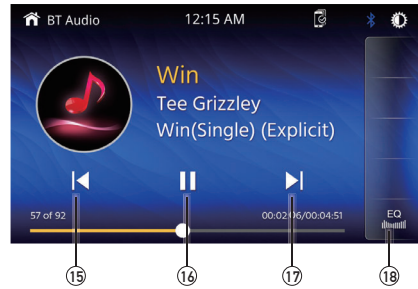 BT Audio 12:15 AM
Win
Tee Grizzley
Win(Single) (Explicit)
57 of 92 00:02:06/00:04:51
EQ
15 16 17 18